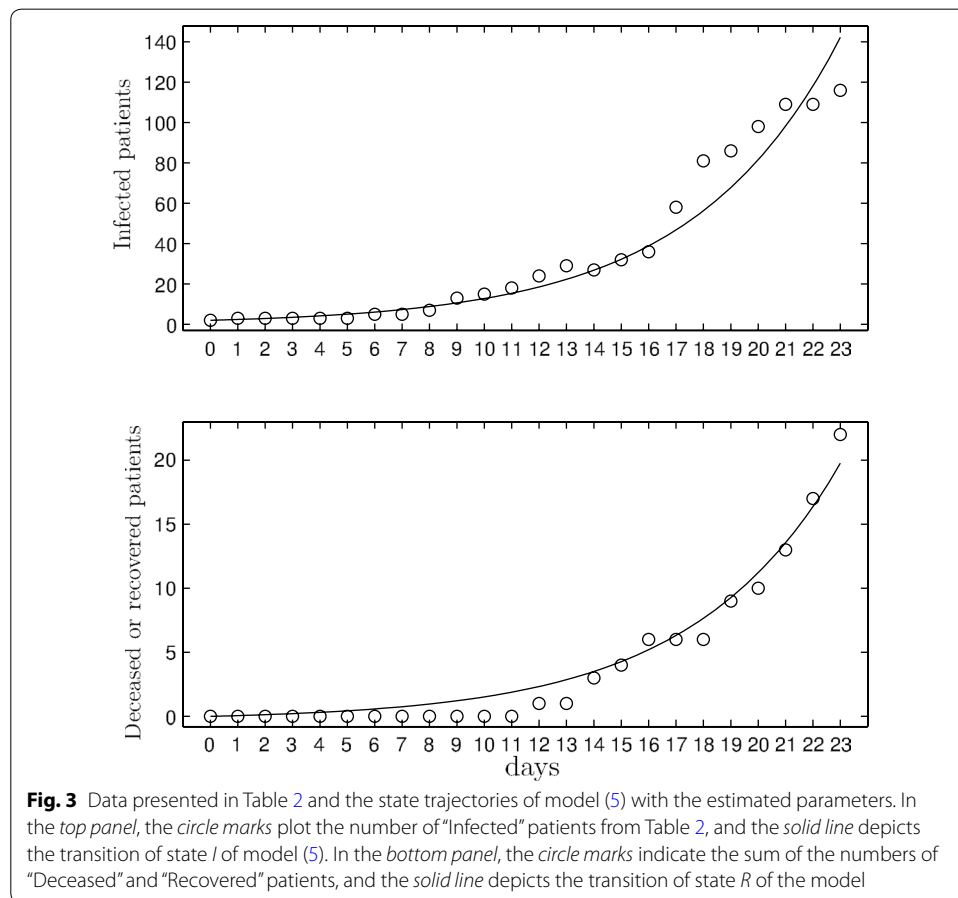 140
120
100
80
60
40
20
0
Infected patients
0 1 2 3 4 5 6 7 8 9 10 11 12 13 14 15 16 17 18 19 20 21 22 23
20
15
10
5
0
Deceased or recovered patients
0 1 2 3 4 5 6 7 8 9 10 11 12 13 14 15 16 17 18 19 20 21 22 23
days
Fig. 3 Data presented in Table 2 and the state trajectories of model (5) with the estimated parameters. In
the top panel, the circle marks plot the number of “Infected” patients from Table 2, and the solid line depicts
the transition of state I of model (5). In the bottom panel, the circle marks indicate the sum of the numbers of
“Deceased” and “Recovered” patients, and the solid line depicts the transition of state R of the model